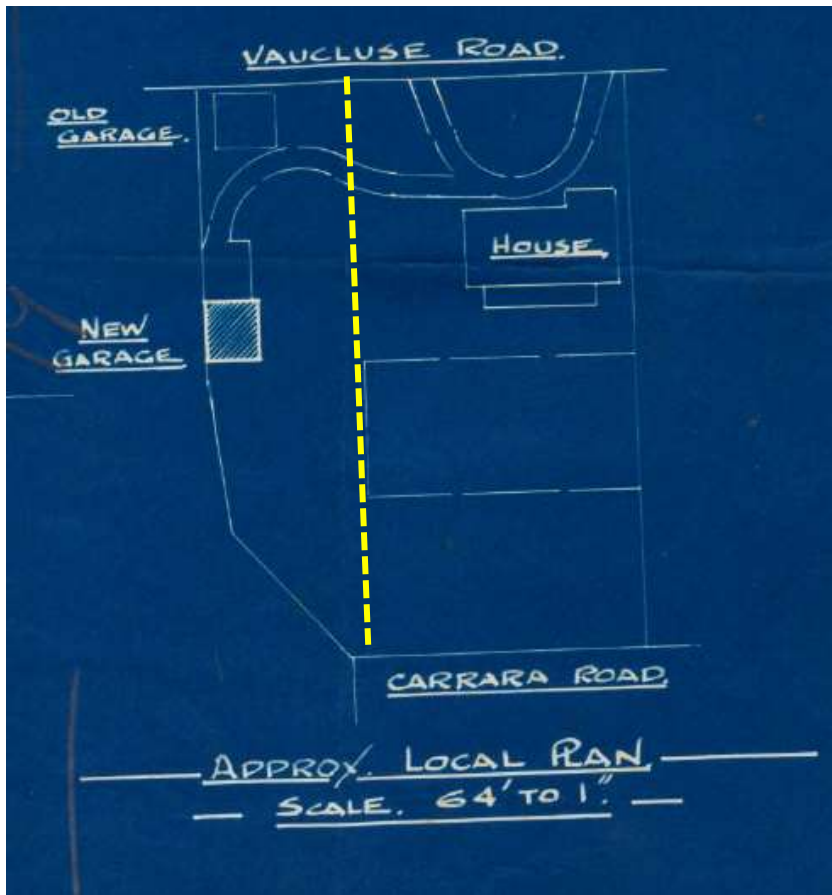 VAUCLUSE ROAD.
OLD
GARAGE.
HOUSE.
NEW
GARAGE
CARRARA ROAD.
APPROX. LOCAL PLAN.
SCALE. 64' TO 1".